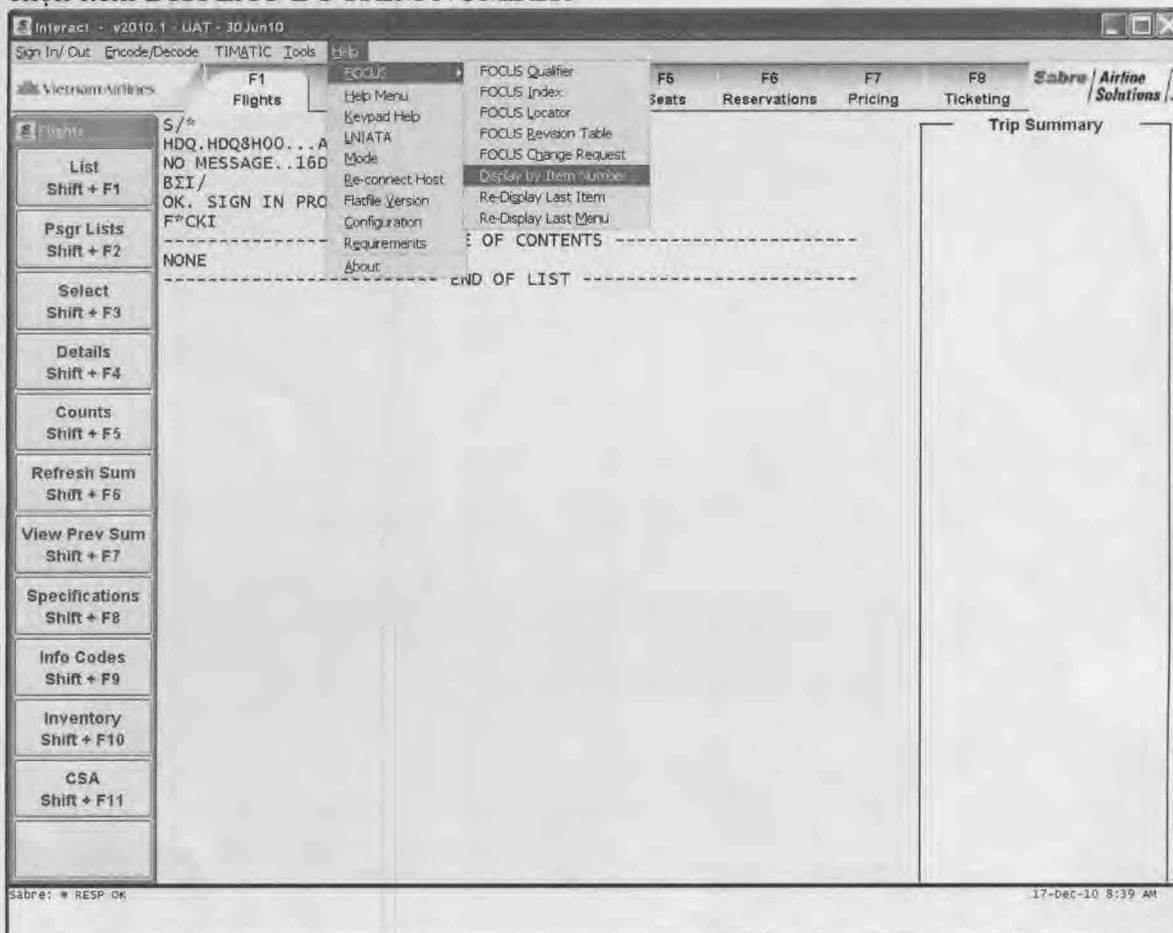 Interact - v2010.1 - UAT - 30Jun10
Sign In/ Out Encode/Decode TIMATIC Tools Help
Vietnam Airlines
F1
Flights
F5
Seats
F6
Reservations
F7
Pricing
F8
Ticketing
Sabre Airline
Solutions
FOCUS
Help Menu
Keypad Help
LNIATA
Mode
Re-connect Host
Flatfile Version
Configuration
Requirements
About
FOCUS Qualifier
FOCUS Index
FOCUS Locator
FOCUS Revision Table
FOCUS Change Request
Display by Item Number
Re-Display Last Item
Re-Display Last Menu
Flights
List
Shift + F1
Psgr Lists
Shift + F2
Select
Shift + F3
Details
Shift + F4
Counts
Shift + F5
Refresh Sum
Shift + F6
View Prev Sum
Shift + F7
Specifications
Shift + F8
Info Codes
Shift + F9
Inventory
Shift + F10
CSA
Shift + F11
S/*
HDQ.HDQ8HOO...A
NO MESSAGE..16D
BΣI/
OK. SIGN IN PRO
F*CKI
E OF CONTENTS
NONE
END OF LIST
Trip Summary
Sabre: * RESP OK
17-Dec-10 8:39 AM